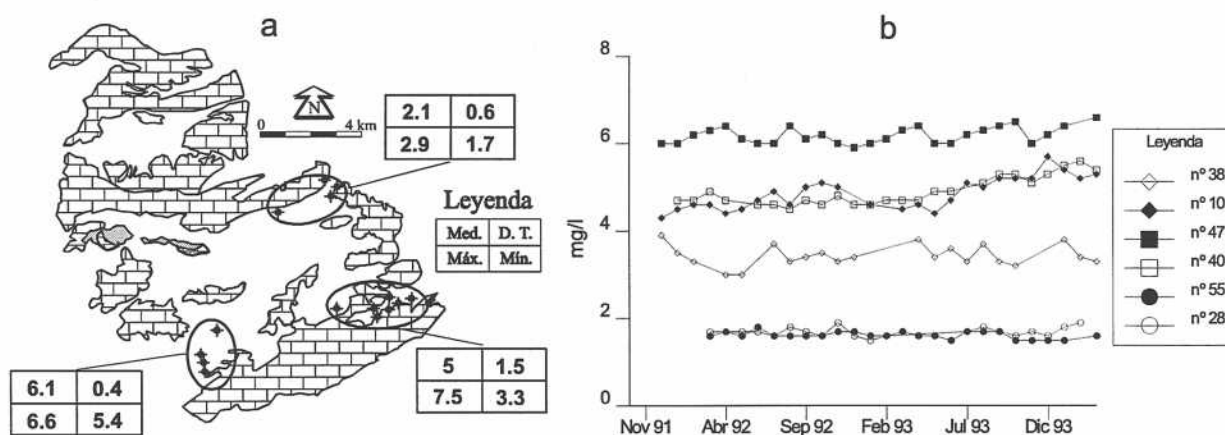 a
N
0 4 km
2.1 0.6
2.9 1.7
Leyenda
Med. D. T.
Máx. Mín.
6.1 0.4
6.6 5.4
5 1.5
7.5 3.3
b
mg/l
8
6
4
2
0
Nov 91 Abr 92 Sep 92 Feb 93 Jul 93 Dic 93
Leyenda
nº 38
nº 10
nº 47
nº 40
nº 55
nº 28